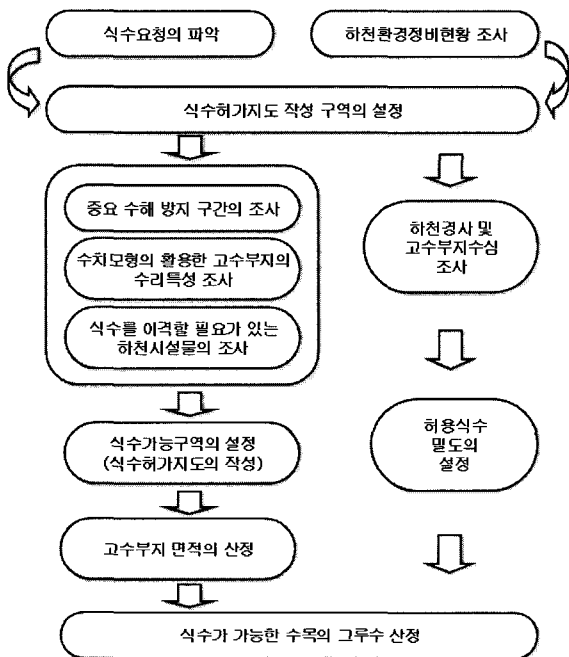 식수요청의 파악
하천환경정비현황 조사
식수허가지도 작성 구역의 설정
중요 수해 방지 구간의 조사
수치모형의 활용한 고수부지의
수리특성 조사
식수를 이격할 필요가 있는
하천시설물의 조사
하천경사 및
고수부지수심
조사
식수가능구역의 설정
(식수허가지도의 작성)
허용식수
밀도의
설정
고수부지 면적의 산정
식수가 가능한 수목의 그루수 산정